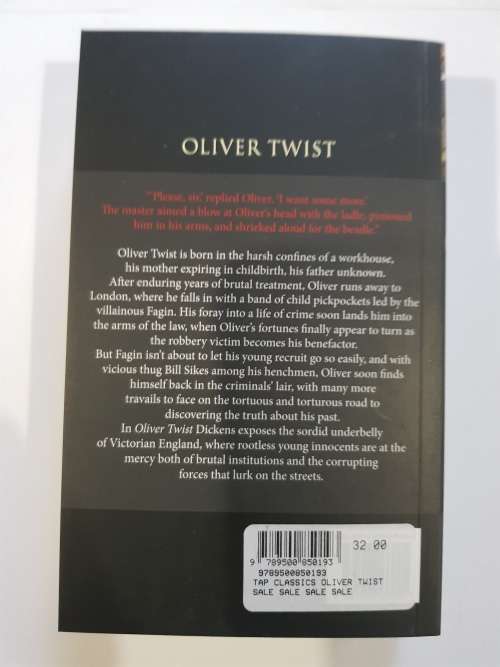 OLIVER TWIST
"'Please, sir,' replied Oliver. 'I want some more.'
The master aimed a blow at Oliver's head with the ladle; pinioned
him in his arms, and shrieked aloud for the beadle."
Oliver Twist is born in the harsh confines of a workhouse,
his mother expiring in childbirth, his father unknown.
After enduring years of brutal treatment, Oliver runs away to
London, where he falls in with a band of child pickpockets led by the
villainous Fagin. His foray into a life of crime soon lands him into
the arms of the law, when Oliver's fortunes finally appear to turn as
the robbery victim becomes his benefactor.
But Fagin isn't about to let his young recruit go so easily, and with
vicious thug Bill Sikes among his henchmen, Oliver soon finds
himself back in the criminals' lair, with many more
travails to face on the tortuous and torturous road to
discovering the truth about his past.
In Oliver Twist Dickens exposes the sordid underbelly
of Victorian England, where rootless young innocents are at the
mercy both of brutal institutions and the corrupting
forces that lurk on the streets.
32 00
9 789500 850193
9789500850193
TAP CLASSICS OLIVER TWIST
SALE SALE SALE SALE